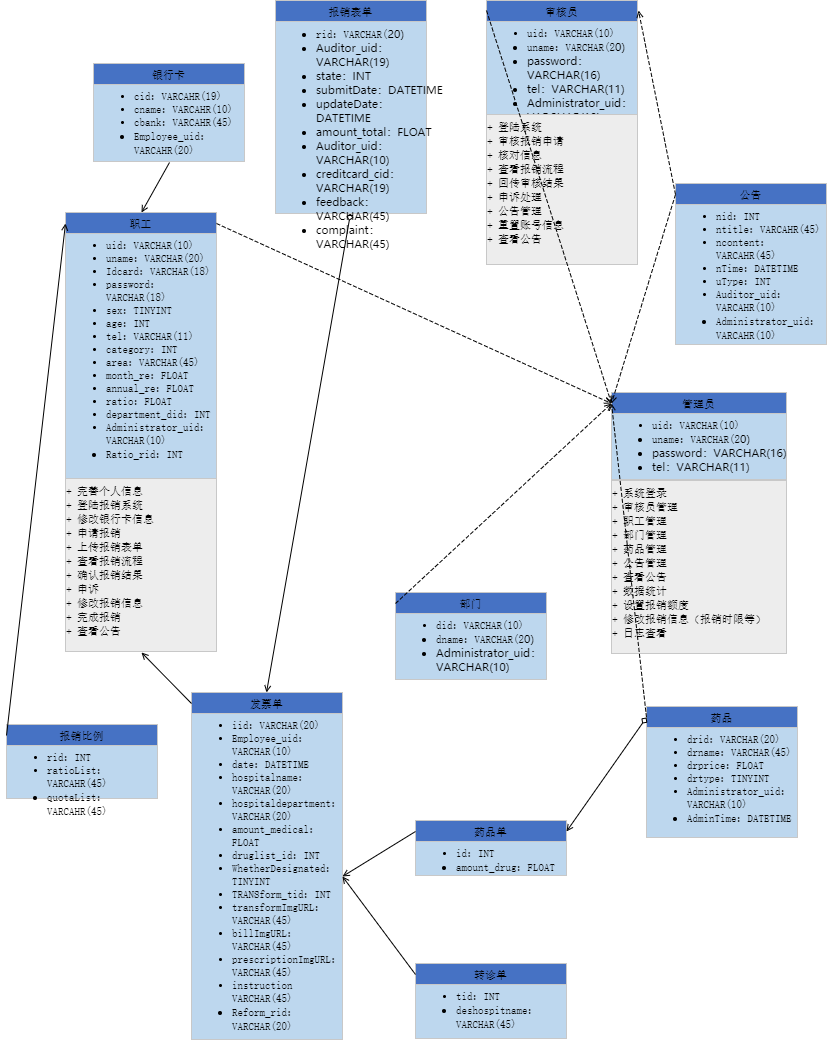 报销表单
rid: VARCHAR(20)
Auditor_uid:
VARCHAR(19)
state: INT
submitDate: DATETIME
updateDate:
DATETIME
amount_total: FLOAT
Auditor_uid:
VARCHAR(10)
creditcard_cid:
VARCHAR(19)
feedback:
VARCHAR(45)
complaint:
VARCHAR(45)
审核员
uid: VARCHAR(10)
uname: VARCHAR(20)
password:
VARCHAR(16)
tel: VARCHAR(11)
Administrator_uid:
+ 登陆系统
+ 审核报销申请
+ 核对信息
+ 查看报销流程
+ 回传审核结果
+ 申诉处理
+ 公告管理
+ 重置账号信息
+ 查看公告
银行卡
cid: VARCAHR(19)
cname: VARCAHR(10)
cbank: VARCAHR(45)
Employee_uid:
VARCAHR(20)
公告
nid: INT
ntitle: VARCAHR(45)
ncontent:
VARCAHR(45)
nTime: DATETIME
uType: INT
Auditor_uid:
VARCAHR(10)
Administrator_uid:
VARCAHR(10)
职工
uid: VARCHAR(10)
uname: VARCHAR(20)
Idcard: VARCHAR(18)
password:
VARCHAR(18)
sex: TINYINT
age: INT
tel: VARCHAR(11)
category: INT
area: VARCHAR(45)
month_re: FLOAT
annual_re: FLOAT
ratio: FLOAT
department_did: INT
Administrator_uid:
VARCHAR(10)
Ratio_rid: INT
+ 完善个人信息
+ 登陆报销系统
+ 修改银行卡信息
+ 申请报销
+ 上传报销表单
+ 查看报销流程
+ 确认报销结果
+ 申诉
+ 修改报销信息
+ 完成报销
+ 查看公告
管理员
uid: VARCHAR(10)
uname: VARCHAR(20)
password: VARCHAR(16)
tel: VARCHAR(11)
+ 系统登录
+ 审核员管理
+ 职工管理
+ 部门管理
+ 药品管理
+ 公告管理
+ 查看公告
+ 数据统计
+ 设置报销额度
+ 修改报销信息（报销时限等）
+ 日志查看
部门
did: VARCHAR(10)
dname: VARCHAR(20)
Administrator_uid:
VARCHAR(10)
发票单
iid: VARCHAR(20)
Employee_uid:
VARCHAR(10)
date: DATETIME
hospitalname:
VARCHAR(20)
hospitaldepartment:
VARCHAR(20)
amount_medical:
FLOAT
druglist_id: INT
WhetherDesignated:
TINYINT
TRANSform_tid: INT
transformImgURL:
VARCHAR(45)
billImgURL:
VARCHAR(45)
prescriptionImgURL:
VARCHAR(45)
instruction
VARCHAR(45)
Reform_rid:
VARCHAR(20)
报销比例
rid: INT
ratioList:
VARCAHR(45)
quotaList:
VARCAHR(45)
药品
drid: VARCHAR(20)
drname: VARCHAR(45)
drprice: FLOAT
drtype: TINYINT
Administrator_uid:
VARCHAR(10)
AdminTime: DATETIME
药品单
id: INT
amount_drug: FLOAT
转诊单
tid: INT
deshospitname:
VARCHAR(45)